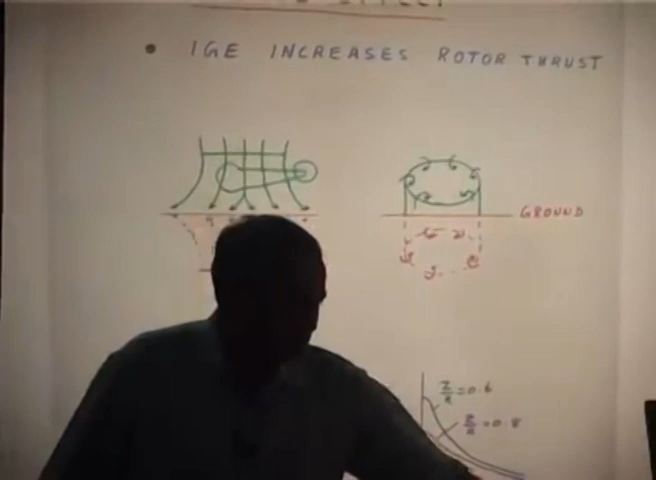 • IGE INCREASES ROTOR THRUST
GROUND
Z/R = 0.6
Z/R = 0.8